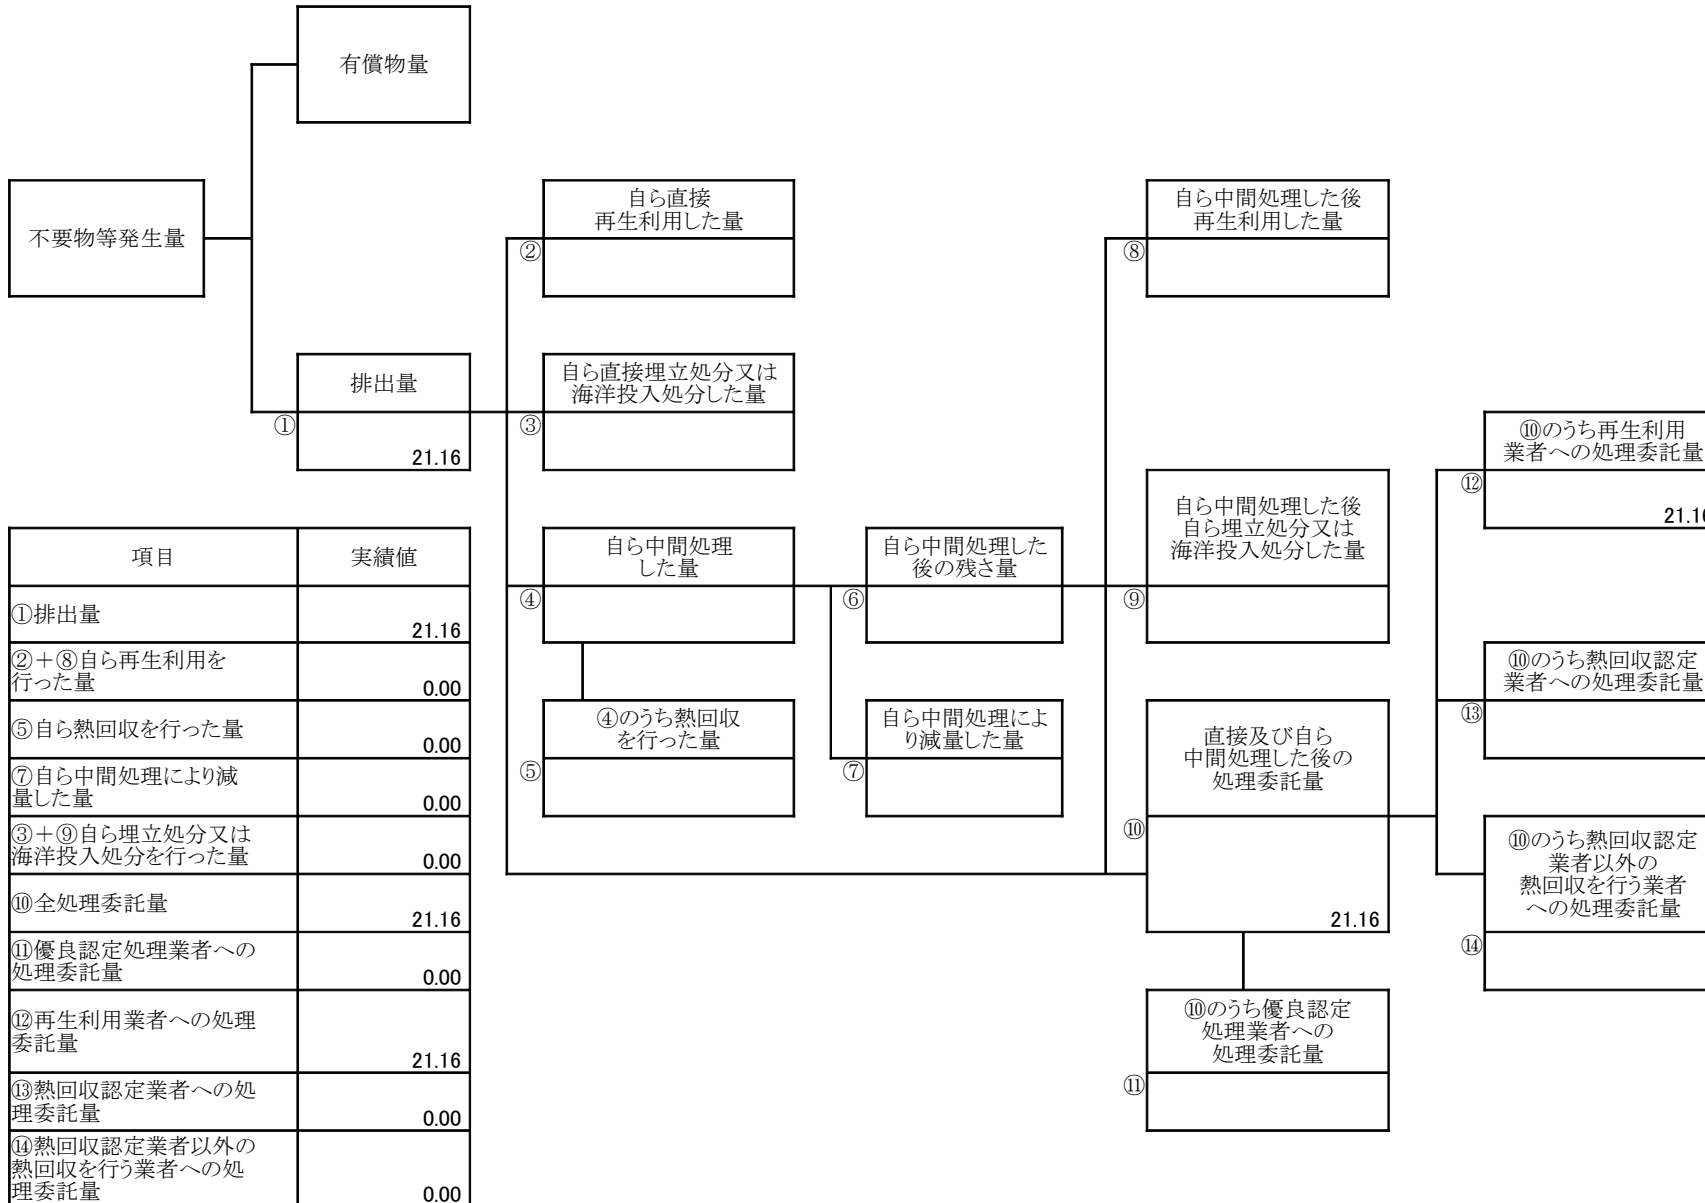 有償物量
不要物等発生量
自ら直接
再生利用した量
②
自ら中間処理した後
再生利用した量
⑧
排出量
①
21.16
自ら直接埋立処分又は
海洋投入処分した量
③
⑩のうち再生利用
業者への処理委託量
⑫
自ら中間処理した後
自ら埋立処分又は
海洋投入処分した量
⑨
自ら中間処理
した量
④
自ら中間処理した
後の残さ量
⑥
⑩のうち熱回収認定
業者への処理委託量
⑬
④のうち熱回収
を行った量
⑤
自ら中間処理によ
り減量した量
⑦
直接及び自ら
中間処理した後の
処理委託量
⑩
21.16
⑩のうち熱回収認定
業者以外の
熱回収を行う業者
への処理委託量
⑭
⑩のうち優良認定
処理業者への
処理委託量
⑪
項目 実績値
①排出量
21.16
②＋⑧自ら再生利用を
行った量 0.00
⑤自ら熱回収を行った量
0.00
⑦自ら中間処理により減
量した量 0.00
③＋⑨自ら埋立処分又は
海洋投入処分を行った量 0.00
⑩全処理委託量
21.16
⑪優良認定処理業者への
処理委託量 0.00
⑫再生利用業者への処理
委託量
21.16
⑬熱回収認定業者への処
理委託量 0.00
⑭熱回収認定業者以外の
熱回収を行う業者への処
理委託量 0.00